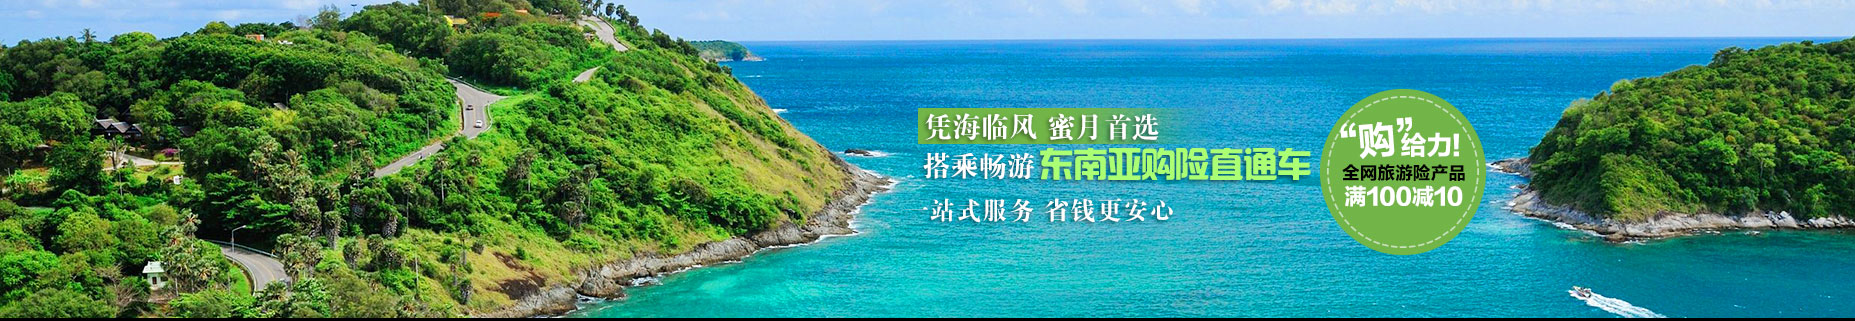 凭海临风 蜜月首选
搭乘畅游 东南亚购险直通车
一站式服务 省钱更安心
“购”给力!
全网旅游险产品
满100减10